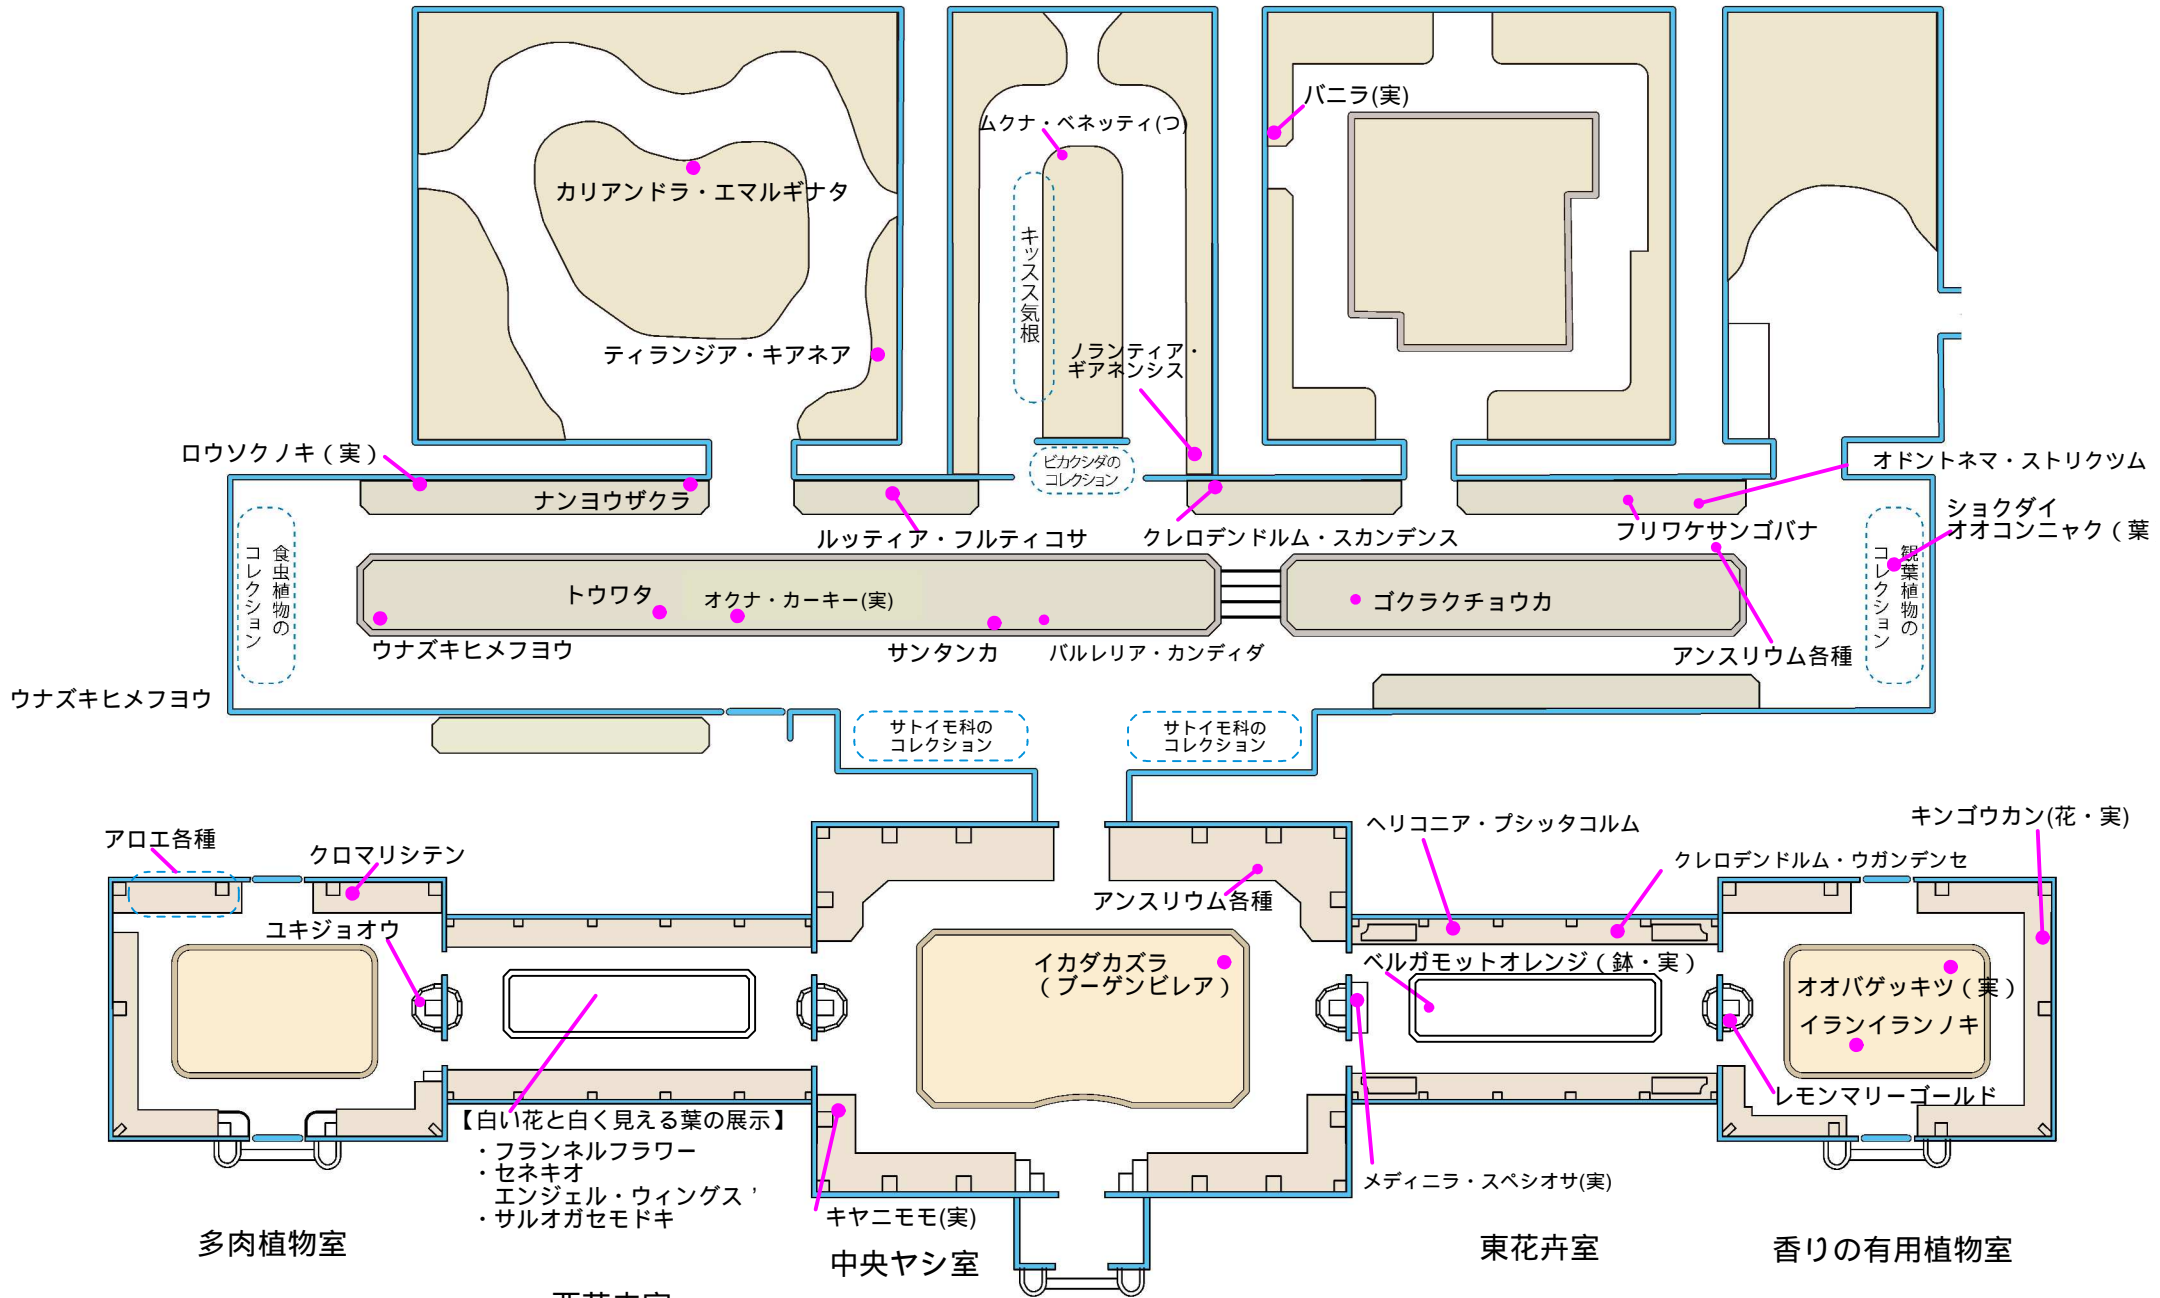 バニラ(実)
ムクナ・ベネッティ(つ)
カリアンドラ・エマルギナタ
キッスス気根
ティランジア・キアネア
ノランティア・
ギアネンシス
ロウソクノキ（実）
ビカクシダの
コレクション
オドントネマ・ストリクツム
ナンヨウザクラ
ショクダイ
オオコンニャク（葉
ルッティア・フルティコサ
クレロデンドルム・スカンデンス
フリワケサンゴバナ
食虫植物の
コレクション
観葉植物の
コレクション
トウワタ
オクナ・カーキー(実)
ゴクラクチョウカ
ウナズキヒメフヨウ
サンタンカ
バルレリア・カンディダ
アンスリウム各種
ウナズキヒメフヨウ
サトイモ科の
コレクション
サトイモ科の
コレクション
アロエ各種
クロマリシテン
ヘリコニア・プシッタコルム
キンゴウカン(花・実)
クレロデンドルム・ウガンデンセ
アンスリウム各種
ユキジョオウ
イカダカズラ
（ブーゲンビレア）
ベルガモットオレンジ（鉢・実）
オオバゲッキツ（実）
イランイランノキ
レモンマリーゴールド
【白い花と白く見える葉の展示】
・フランネルフラワー
・セネキオ
エンジェル・ウィングス’
・サルオガセモドキ
メディニラ・スペシオサ(実)
キヤニモモ(実)
多肉植物室
中央ヤシ室
東花卉室
香りの有用植物室